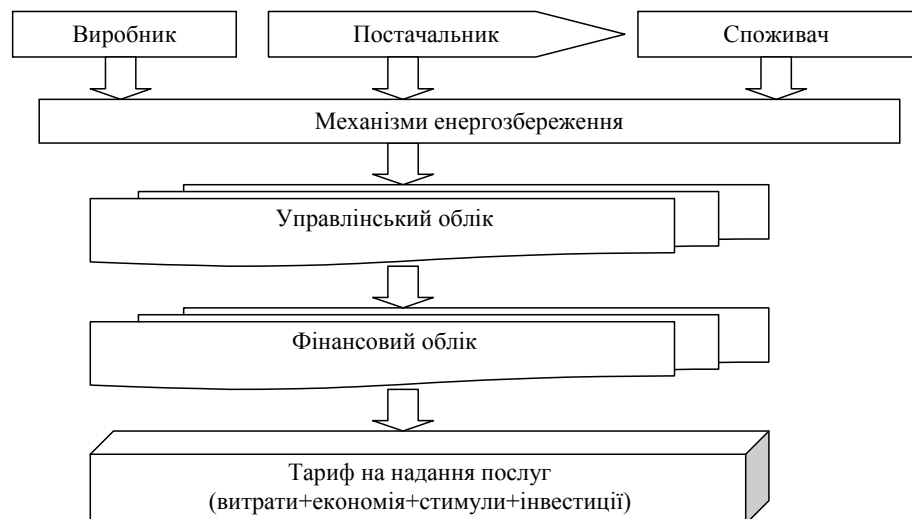 Виробник
Постачальник
Споживач
Механізми енергозбереження
Управлінський облік
Фінансовий облік
Тариф на надання послуг
(витрати+економія+стимули+інвестиції)